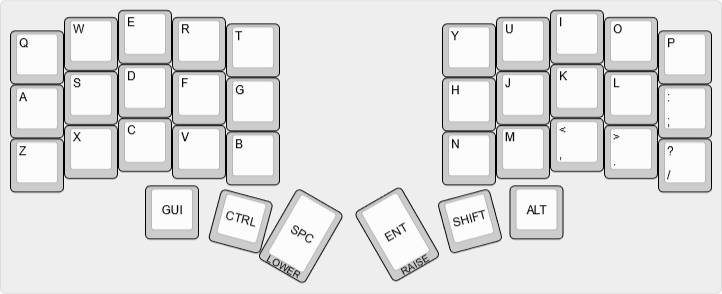 Q W E R T Y U I O P
A S D F G H J K L :
;
Z X C V B N M < > ?
, . /
GUI CTRL SPC ENT SHIFT ALT
LOWER RAISE